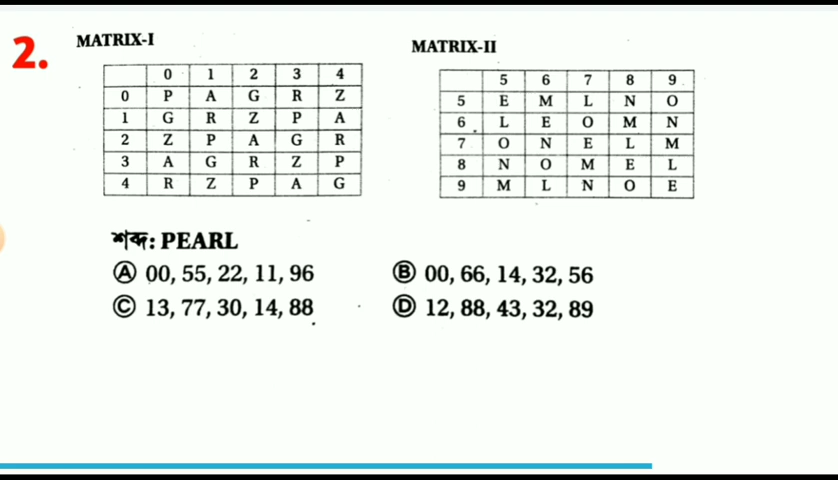 2.
MATRIX-I
0 1 2 3 4
0 P A G R Z
1 G R Z P A
2 Z P A G R
3 A G R Z P
4 R Z P A G
MATRIX-II
5 6 7 8 9
5 E M L N O
6 L E O M N
7 O N E L M
8 N O M E L
9 M L N O E
শব্দ: PEARL
Ⓐ 00, 55, 22, 11, 96
Ⓑ 00, 66, 14, 32, 56
Ⓒ 13, 77, 30, 14, 88
Ⓓ 12, 88, 43, 32, 89